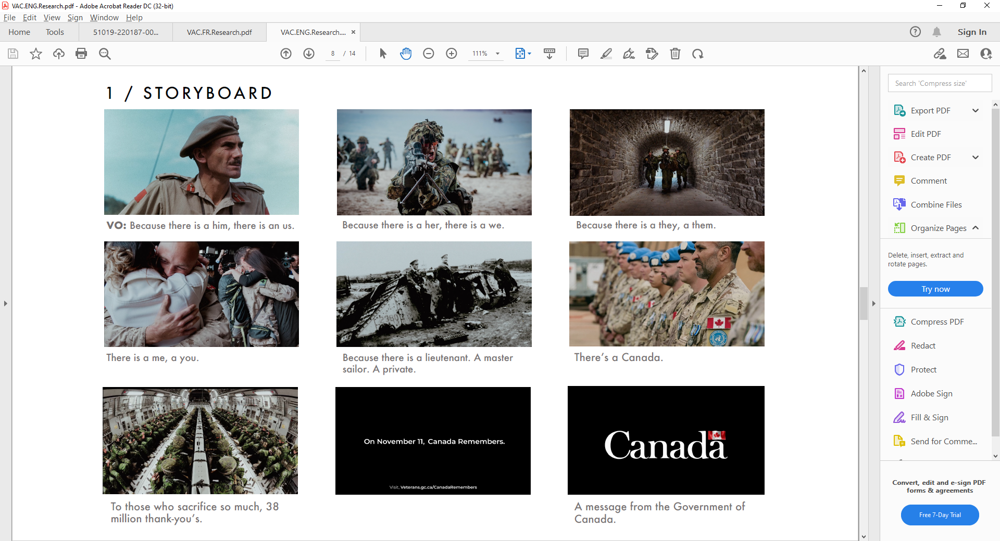 VAC.ENG.Research.pdf - Adobe Acrobat Reader DC (32-bit)
File Edit View Sign Window Help
Home Tools 51019-220187-00... VAC.FR.Research.pdf VAC.ENG.Research.... × Sign In
8 / 14 111%
1 / STORYBOARD
VO: Because there is a him, there is an us.
Because there is a her, there is a we.
Because there is a they, a them.
There is a me, a you.
Because there is a lieutenant. A master
sailor. A private.
There's a Canada.
On November 11, Canada Remembers.
Visit, Veterans.gc.ca/CanadaRemembers
Canada
To those who sacrifice so much, 38
million thank-you's.
A message from the Government of
Canada.
Search 'Compress size'
Export PDF
Edit PDF
Create PDF
Comment
Combine Files
Organize Pages
Delete, insert, extract and
rotate pages.
Try now
Compress PDF
Redact
Protect
Adobe Sign
Fill & Sign
Send for Comme...
Convert, edit and e-sign PDF
forms & agreements
Free 7-Day Trial